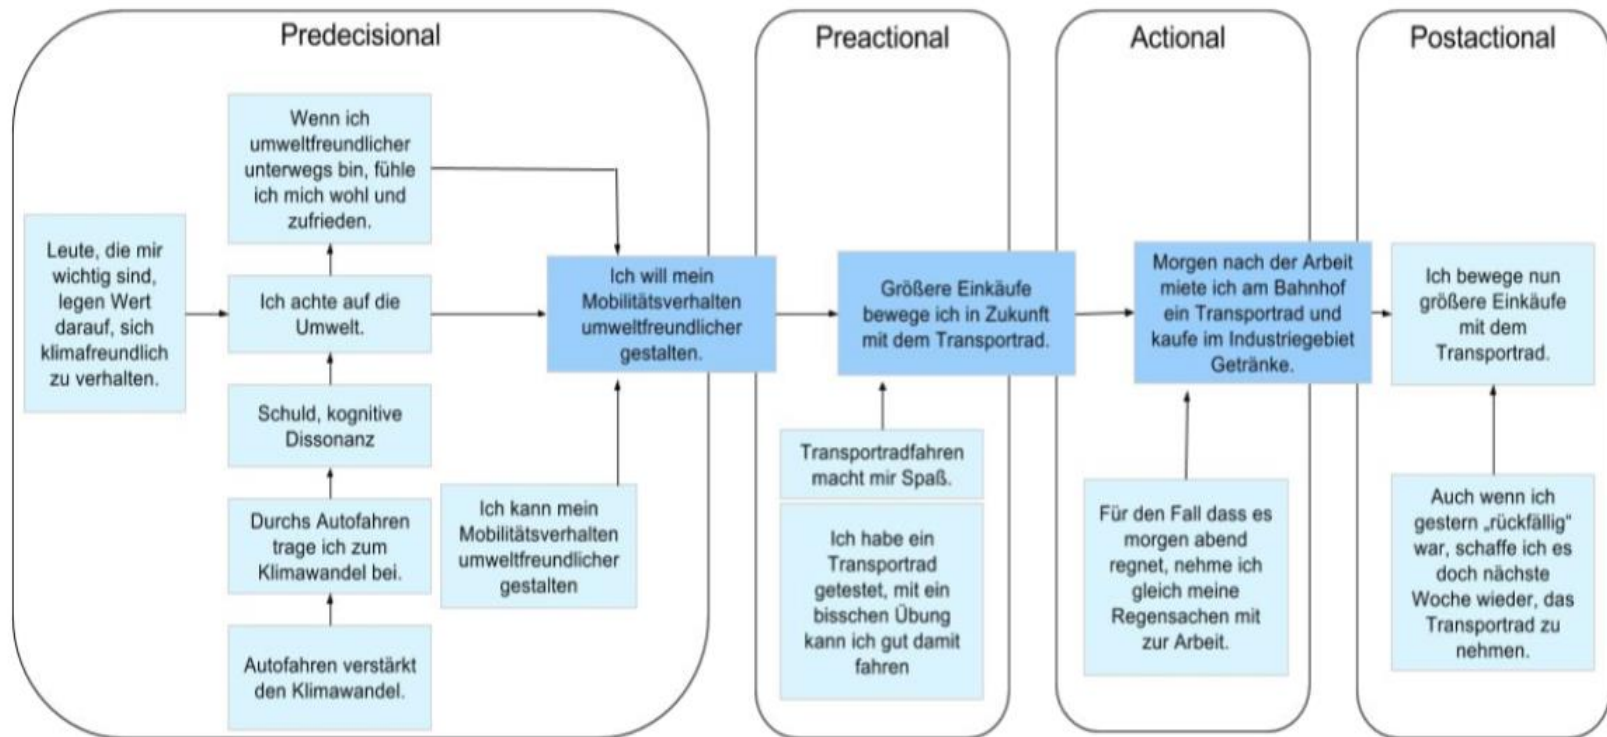 Predecisional
Wenn ich
umweltfreundlicher
unterwegs bin, fühle
ich mich wohl und
zufrieden.
Leute, die mir
wichtig sind,
legen Wert
darauf, sich
klimafreundlich
zu verhalten.
Ich achte auf die
Umwelt.
Schuld, kognitive
Dissonanz
Durchs Autofahren
trage ich zum
Klimawandel bei.
Autofahren verstärkt
den Klimawandel.
Ich will mein
Mobilitätsverhalten
umweltfreundlicher
gestalten.
Ich kann mein
Mobilitätsverhalten
umweltfreundlicher
gestalten
Preactional
Größere Einkäufe
bewege ich in Zukunft
mit dem Transportrad.
Transportradfahren
macht mir Spaß.
Ich habe ein
Transportrad
getestet, mit ein
bisschen Übung
kann ich gut damit
fahren
Actional
Morgen nach der Arbeit
miete ich am Bahnhof
ein Transportrad und
kaufe im Industriegebiet
Getränke.
Für den Fall dass es
morgen abend
regnet, nehme ich
gleich meine
Regensachen mit
zur Arbeit.
Postactional
Ich bewege nun
größere Einkäufe
mit dem
Transportrad.
Auch wenn ich
gestern „rückfällig“
war, schaffe ich es
doch nächste
Woche wieder, das
Transportrad zu
nehmen.